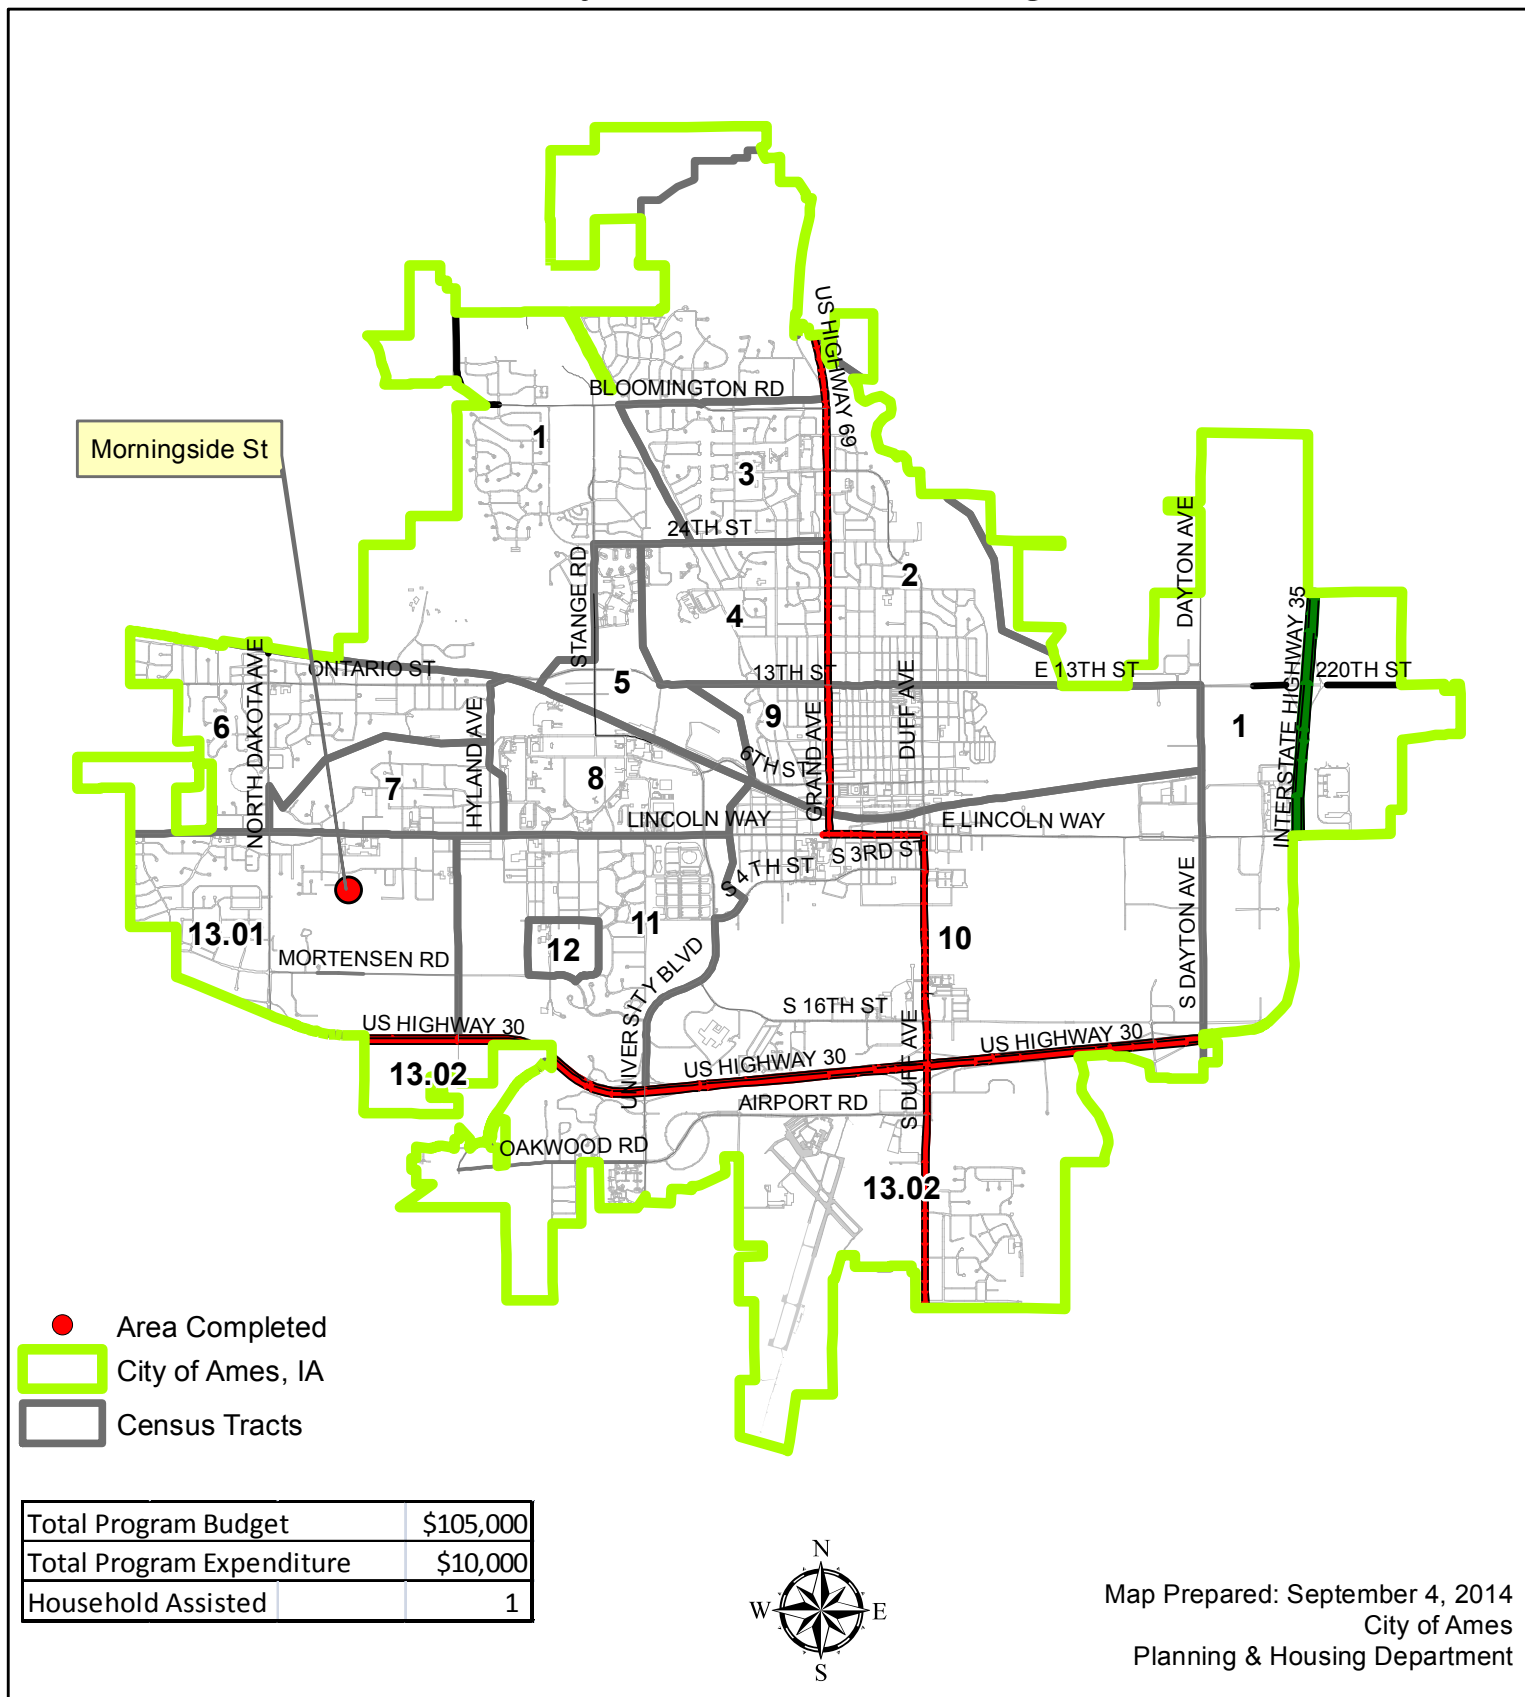 US HIGHWAY 69
BLOOMINGTON RD
1
Morningside St
3
24TH ST
DAYTON AVE
STANGE RD
2
4
INTERSTATE HIGHWAY 35
ONTARIO ST
13TH ST
E 13TH ST
220TH ST
NORTH DAKOTA AVE
5
DUFF AVE
6
HYLAND AVE
9
GRAND AVE
1
6TH ST
7
8
LINCOLN WAY
E LINCOLN WAY
S 3RD ST
S 4TH ST
S DAYTON AVE
13.01
11
10
12
MORTENSEN RD
UNIVERSITY BLVD
S 16TH ST
US HIGHWAY 30
US HIGHWAY 30
US HIGHWAY 30
S DUFF AVE
13.02
AIRPORT RD
OAKWOOD RD
13.02
Area Completed
City of Ames, IA
Census Tracts
Total Program Budget $105,000
Total Program Expenditure $10,000
Household Assisted 1
N
W E
S
Map Prepared: September 4, 2014
City of Ames
Planning & Housing Department